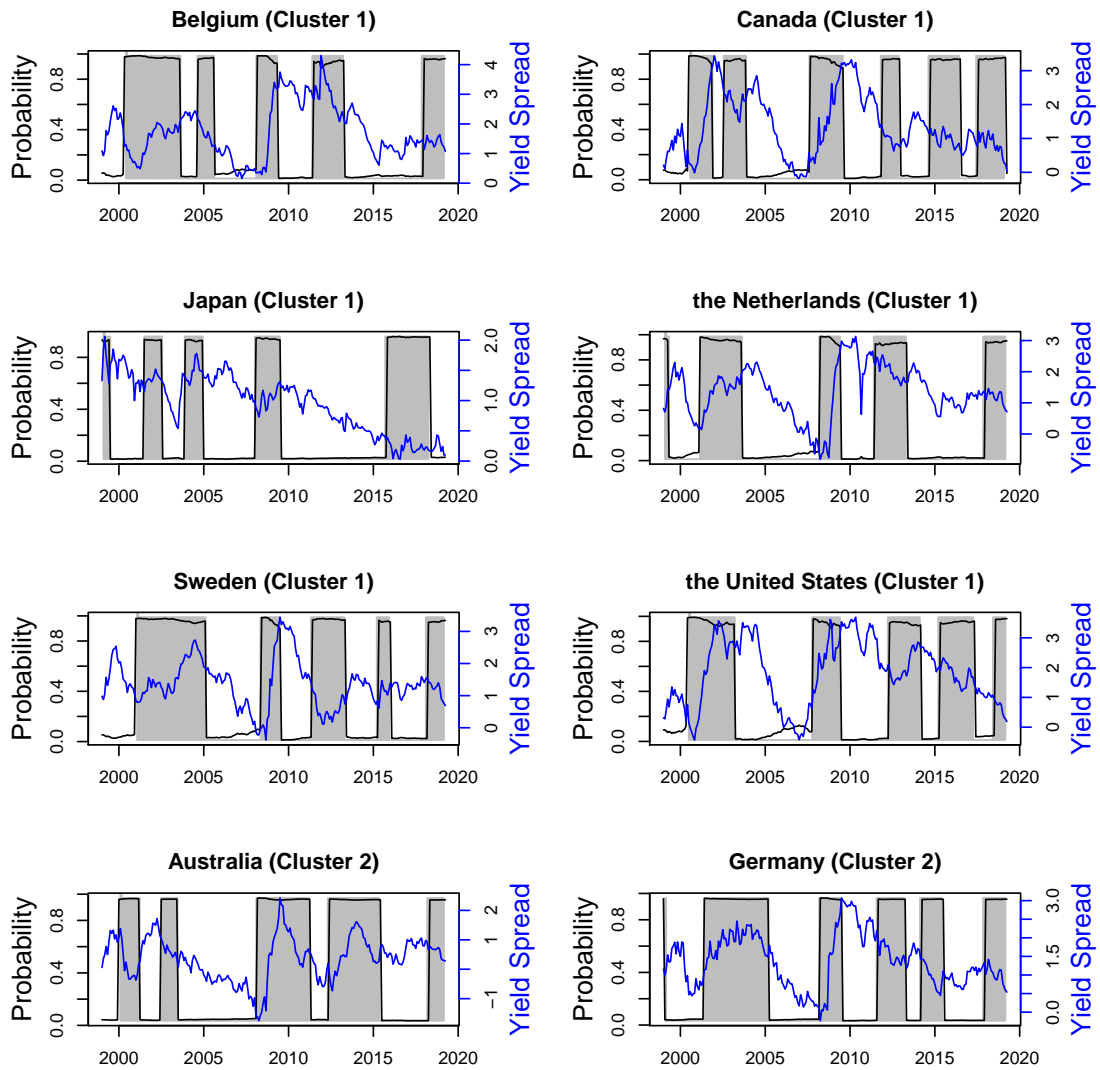 Belgium (Cluster 1)
Probability
0.0 0.4 0.8
0 1 2 3 4
Yield Spread
2000 2005 2010 2015 2020
Canada (Cluster 1)
Probability
0.0 0.4 0.8
0 1 2 3
Yield Spread
2000 2005 2010 2015 2020
Japan (Cluster 1)
Probability
0.0 0.4 0.8
0.0 1.0 2.0
Yield Spread
2000 2005 2010 2015 2020
the Netherlands (Cluster 1)
Probability
0.0 0.4 0.8
0 1 2 3
Yield Spread
2000 2005 2010 2015 2020
Sweden (Cluster 1)
Probability
0.0 0.4 0.8
0 1 2 3
Yield Spread
2000 2005 2010 2015 2020
the United States (Cluster 1)
Probability
0.0 0.4 0.8
0 1 2 3
Yield Spread
2000 2005 2010 2015 2020
Australia (Cluster 2)
Probability
0.0 0.4 0.8
−1 1 2
Yield Spread
2000 2005 2010 2015 2020
Germany (Cluster 2)
Probability
0.0 0.4 0.8
0.0 1.5 3.0
Yield Spread
2000 2005 2010 2015 2020